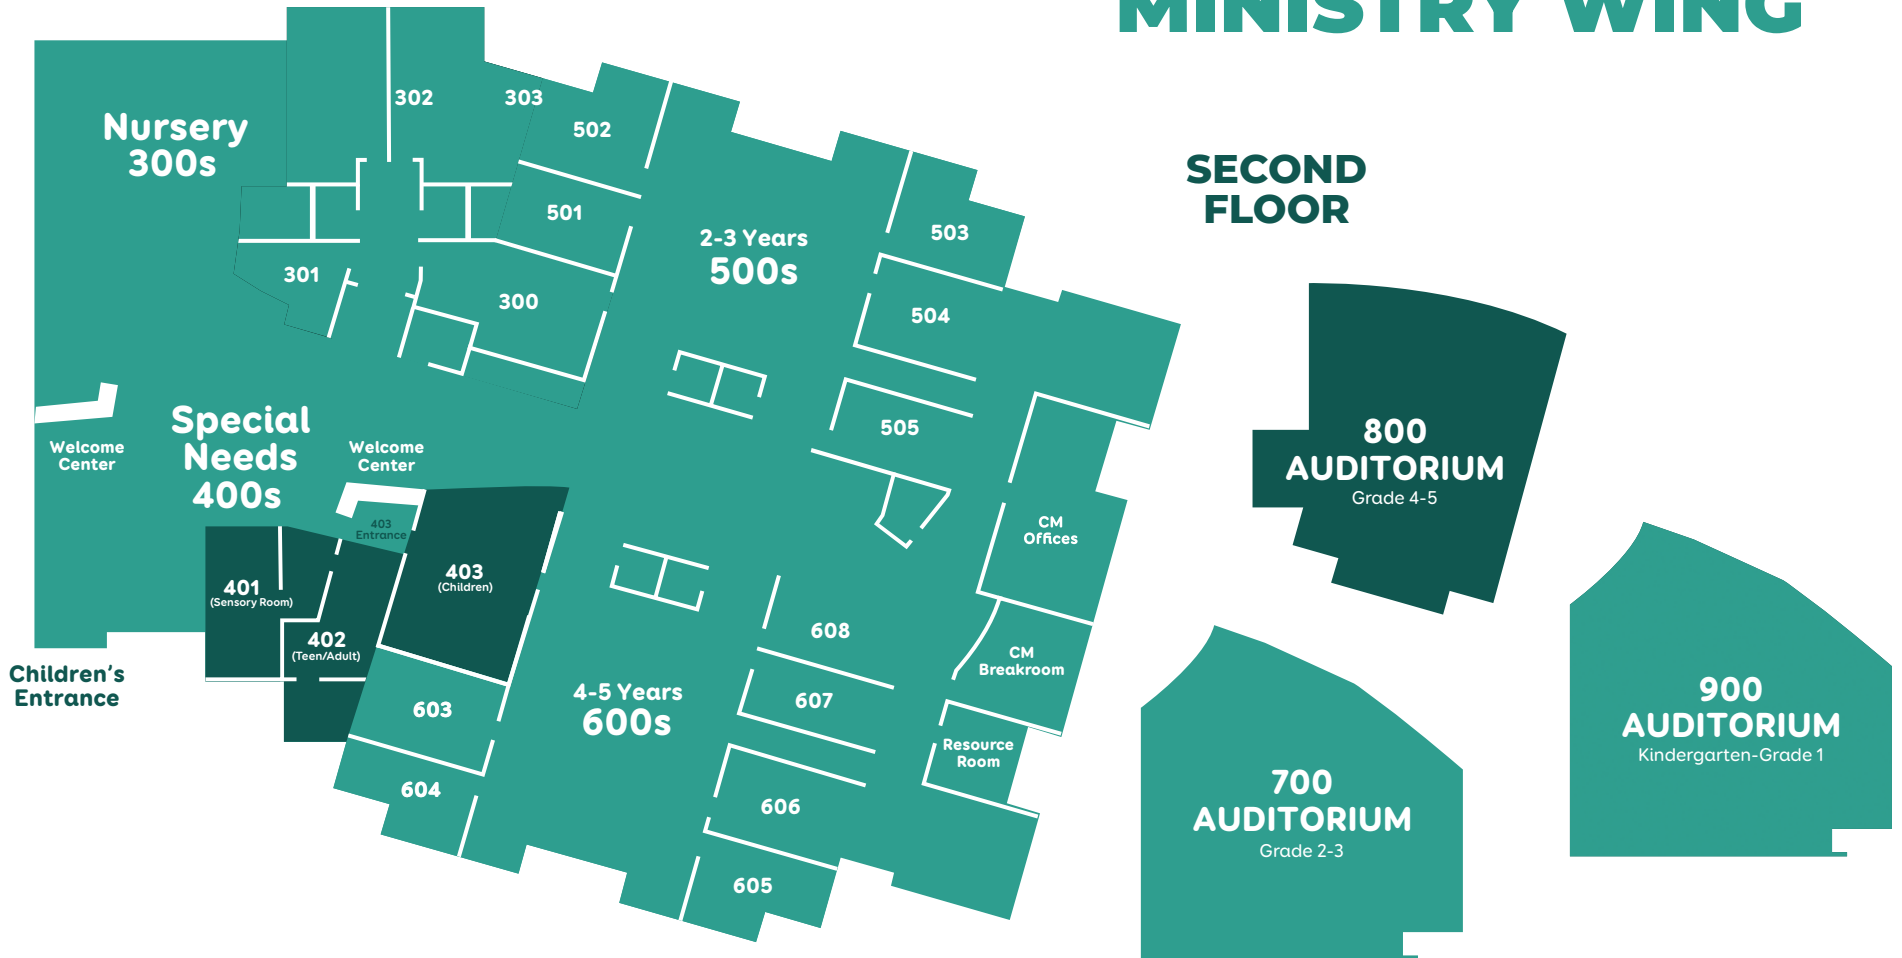 MINISTRY WING
Nursery
300s
302
303
502
501
301
300
2-3 Years
500s
503
504
505
SECOND
FLOOR
Welcome
Center
Special
Needs
400s
Welcome
Center
403
Entrance
401
(Sensory Room)
402
(Teen/Adult)
403
(Children)
Children's
Entrance
603
604
4-5 Years
600s
608
607
606
605
CM
Offices
CM
Breakroom
Resource
Room
800
AUDITORIUM
Grade 4-5
700
AUDITORIUM
Grade 2-3
900
AUDITORIUM
Kindergarten-Grade 1